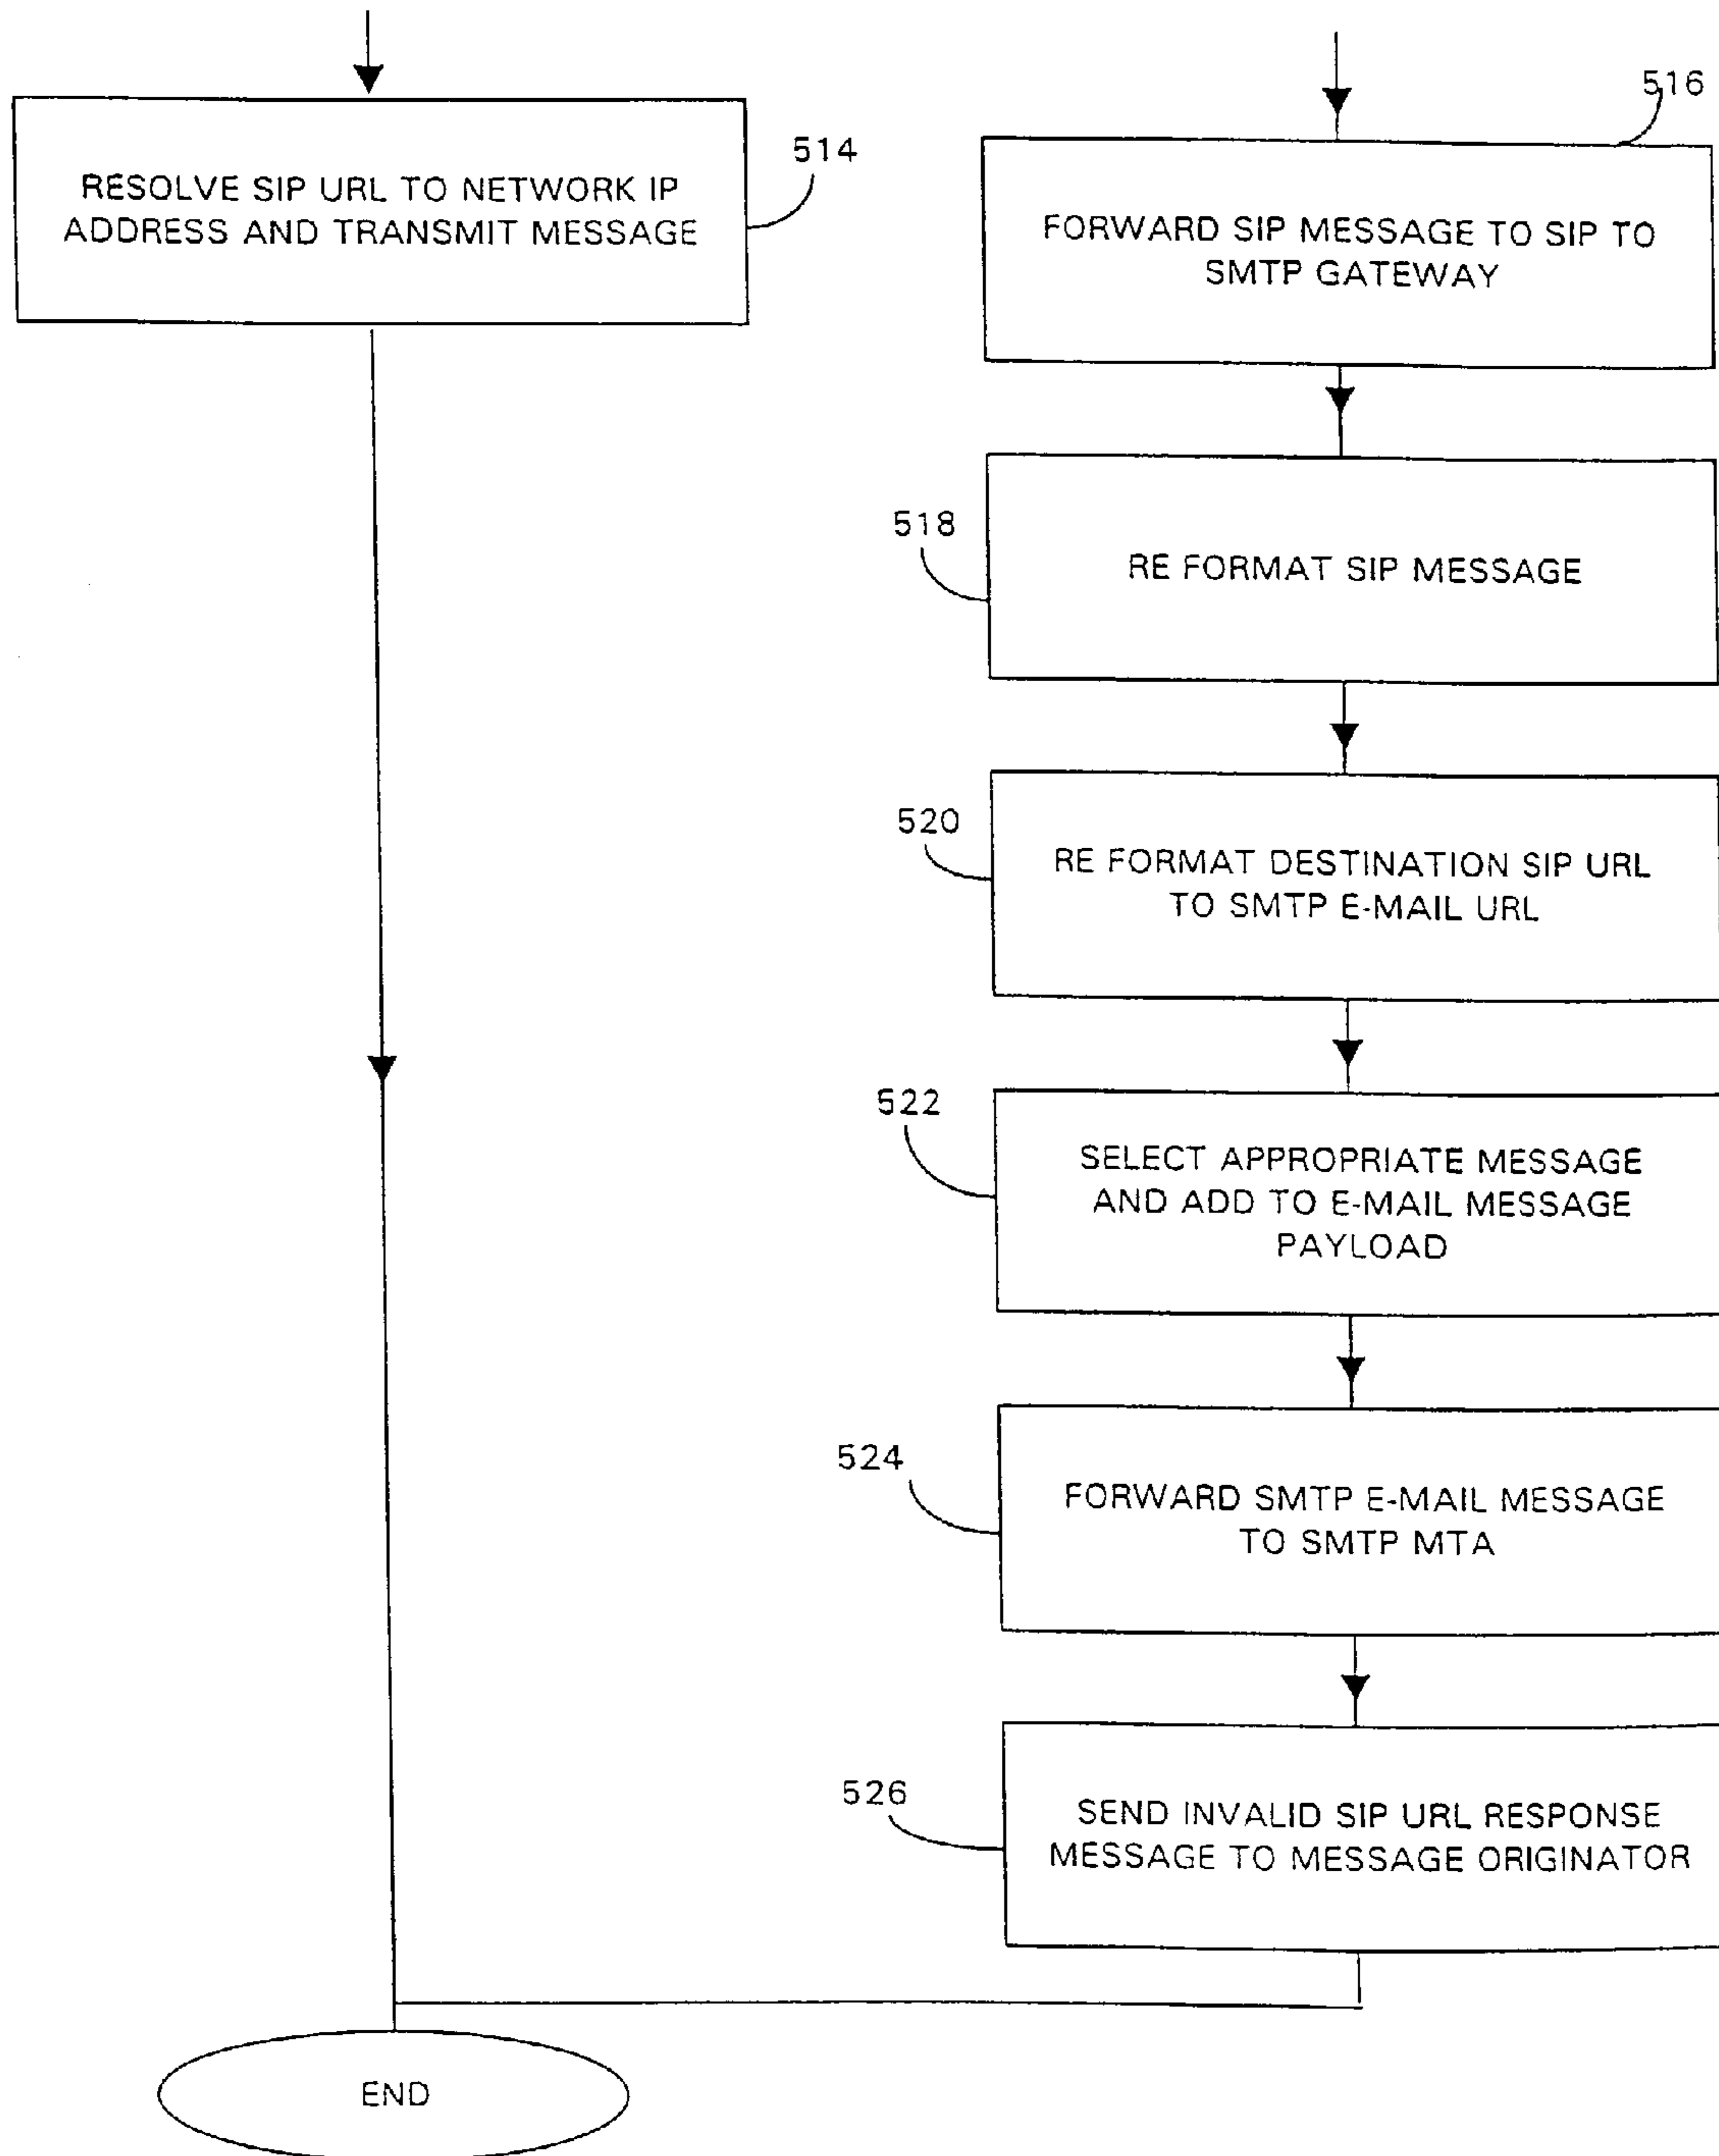 514
RESOLVE SIP URL TO NETWORK IP
ADDRESS AND TRANSMIT MESSAGE
516
FORWARD SIP MESSAGE TO SIP TO
SMTP GATEWAY
518
RE FORMAT SIP MESSAGE
520
RE FORMAT DESTINATION SIP URL
TO SMTP E-MAIL URL
522
SELECT APPROPRIATE MESSAGE
AND ADD TO E-MAIL MESSAGE
PAYLOAD
524
FORWARD SMTP E-MAIL MESSAGE
TO SMTP MTA
526
SEND INVALID SIP URL RESPONSE
MESSAGE TO MESSAGE ORIGINATOR
END